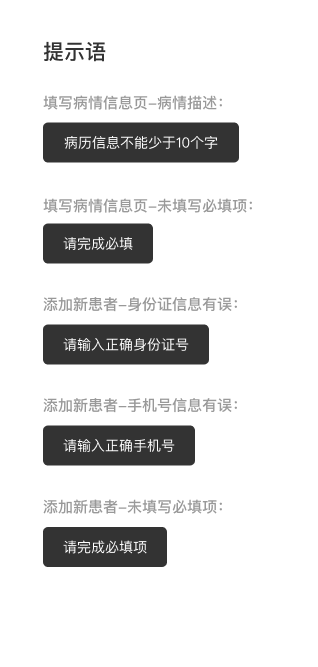 提示语
填写病情信息页-病情描述：
病历信息不能少于10个字
填写病情信息页-未填写必填项：
请完成必填
添加新患者-身份证信息有误：
请输入正确身份证号
添加新患者-手机号信息有误：
请输入正确手机号
添加新患者-未填写必填项：
请完成必填项